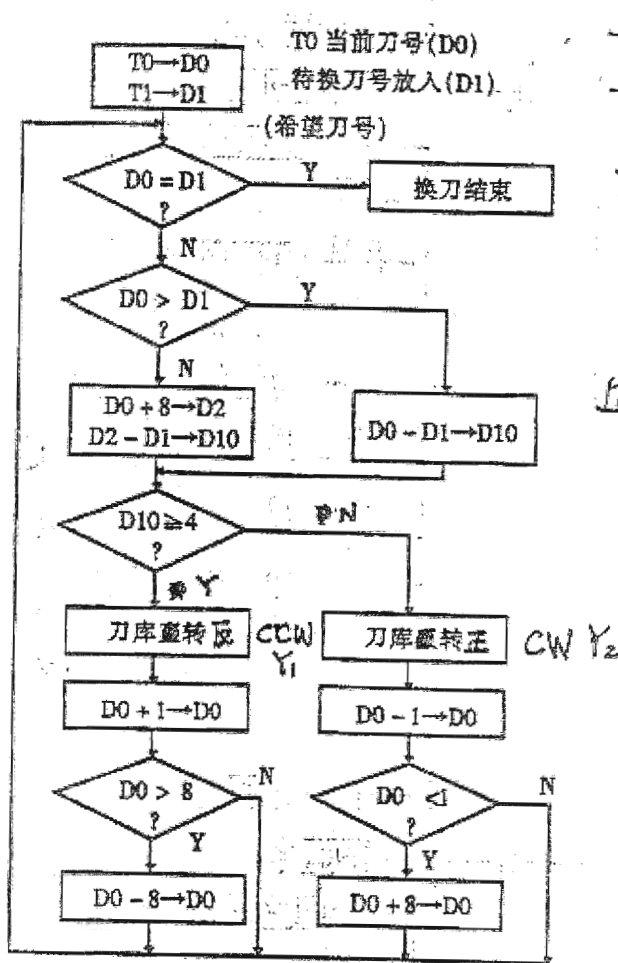 T0 当前刀号(D0)
T0→D0
T1→D1
待换刀号放入(D1)
(希望刀号)
D0 = D1
?
Y
换刀结束
N
D0 > D1
?
Y
N
D0 + 8→D2
D2 - D1→D10
D0 - D1→D10
D10≧4
?
N
Y
刀库 转反
CCW
Y1
刀库 转正
CW Y2
D0 + 1→D0
D0 - 1→D0
D0 > 8
?
N
Y
D0 <1
?
N
Y
D0 - 8→D0
D0 + 8→D0